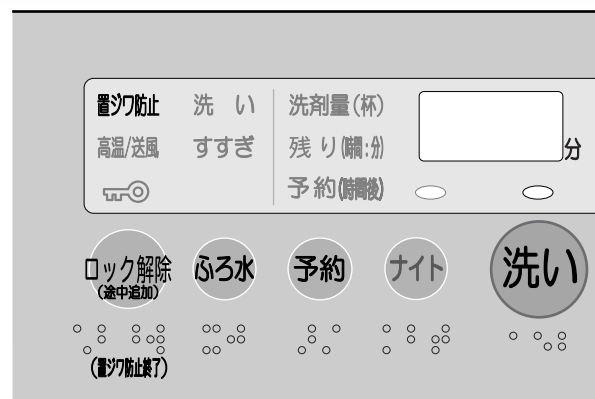 置ジワ防止 洗い 洗剤量(杯)
高温/送風 すすぎ 残り(時間:分) 分
予約(時間後)
ロック解除 ふろ水 予約 ナイト 洗い
(途中追加)
(置ジワ防止終了)